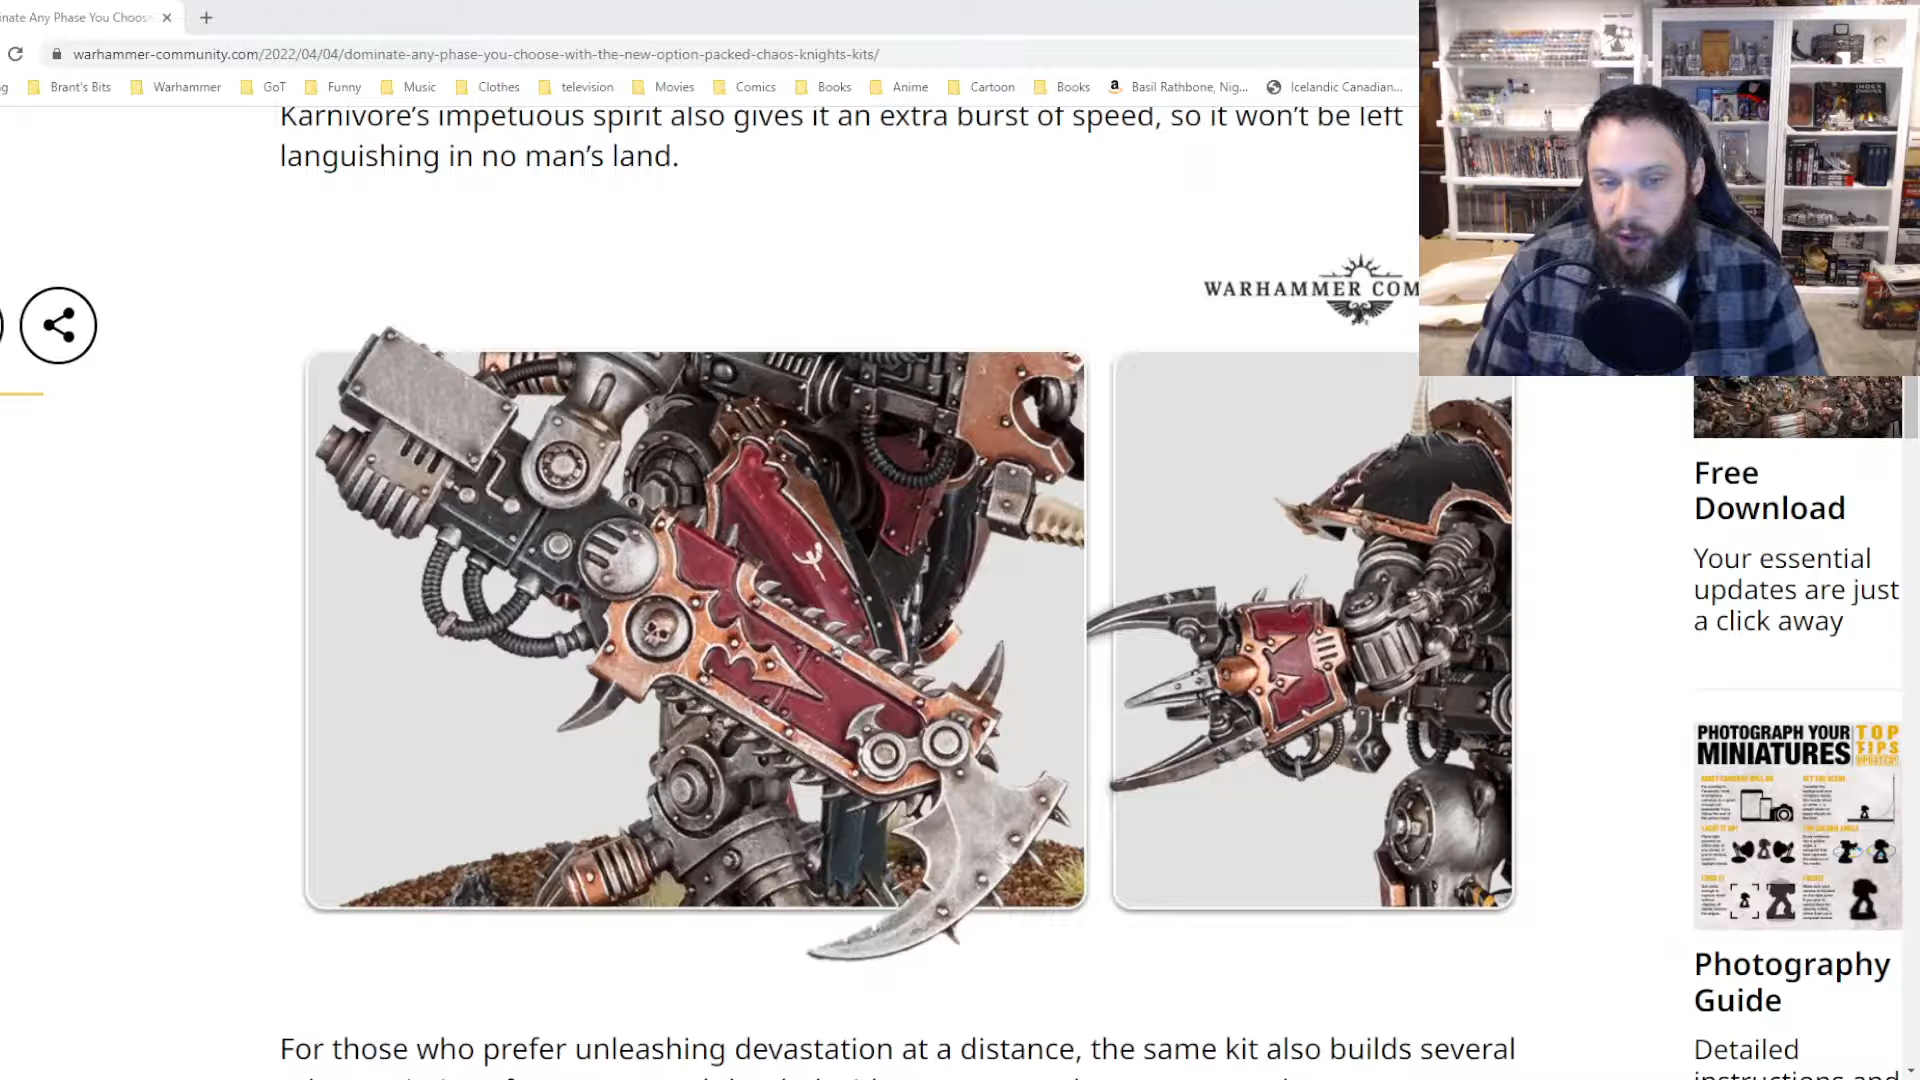 nate Any Phase You Choos
warhammer-community.com/2022/04/04/dominate-any-phase-you-choose-with-the-new-option-packed-chaos-knights-kits/
g Brant's Bits Warhammer GoT Funny Music Clothes television Movies Comics Books Anime Cartoon Books Basil Rathbone, Nig... Icelandic Canadian...
Karnivore's impetuous spirit also gives it an extra burst of speed, so it won't be left
languishing in no man's land.
WARHAMMER COM
Free
Download
Your essential
updates are just
a click away
PHOTOGRAPH YOUR TOP
MINIATURES TIPS
Photography
Guide
Detailed
For those who prefer unleashing devastation at a distance, the same kit also builds several